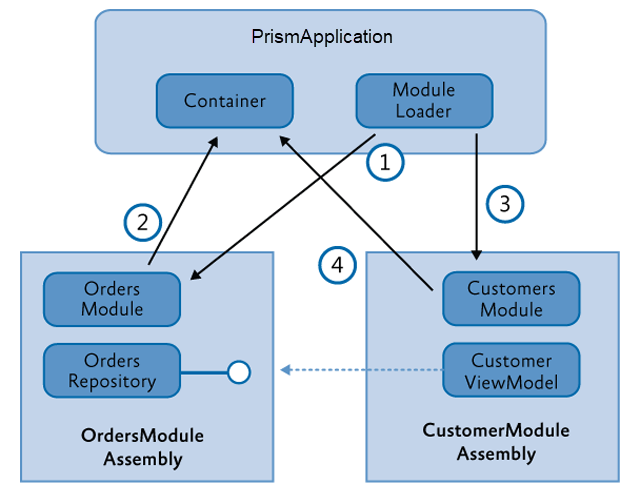 PrismApplication
Container
Module
Loader
1
2
3
4
Orders
Module
Orders
Repository
OrdersModule
Assembly
Customers
Module
Customer
ViewModel
CustomerModule
Assembly